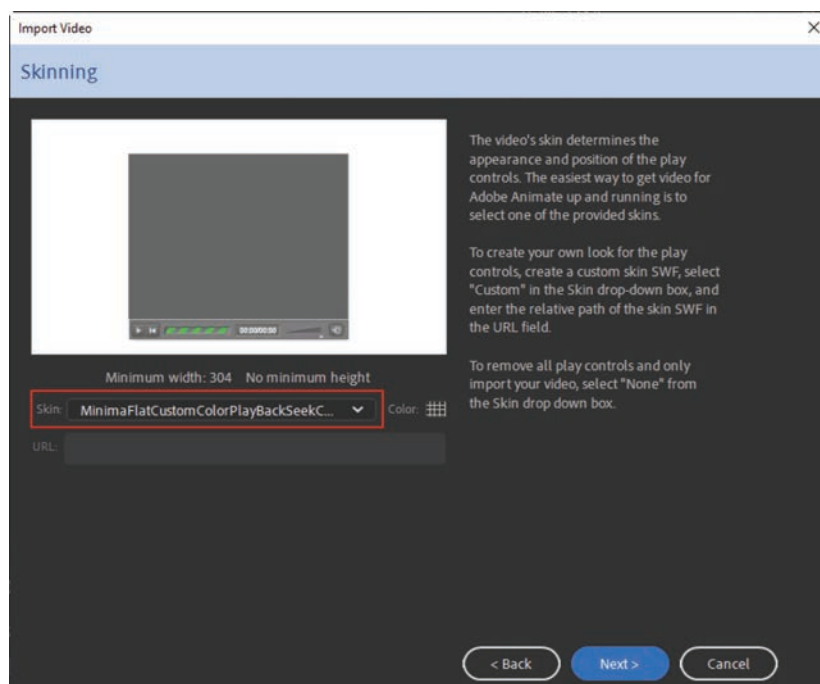 Import Video
Skinning
The video's skin determines the
appearance and position of the play
controls. The easiest way to get video for
Adobe Animate up and running is to
select one of the provided skins.
To create your own look for the play
controls, create a custom skin SWF, select
"Custom" in the Skin drop-down box, and
enter the relative path of the skin SWF in
the URL field.
To remove all play controls and only
import your video, select "None" from
the Skin drop down box.
00:00/00:00
Minimum width: 304 No minimum height
Skin: MinimaFlatCustomColorPlayBackSeekC... Color:
URL:
< Back Next > Cancel